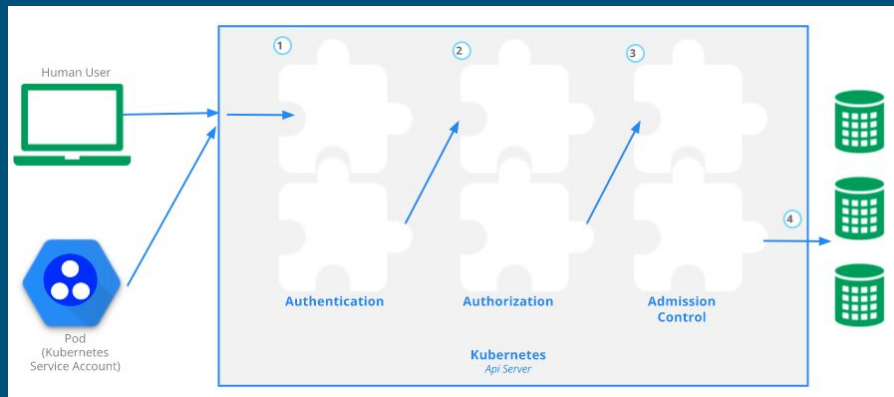 1
2
3
Human User
4
Authentication
Authorization
Admission
Control
Pod
(Kubernetes
Service Account)
Kubernetes
Api Server